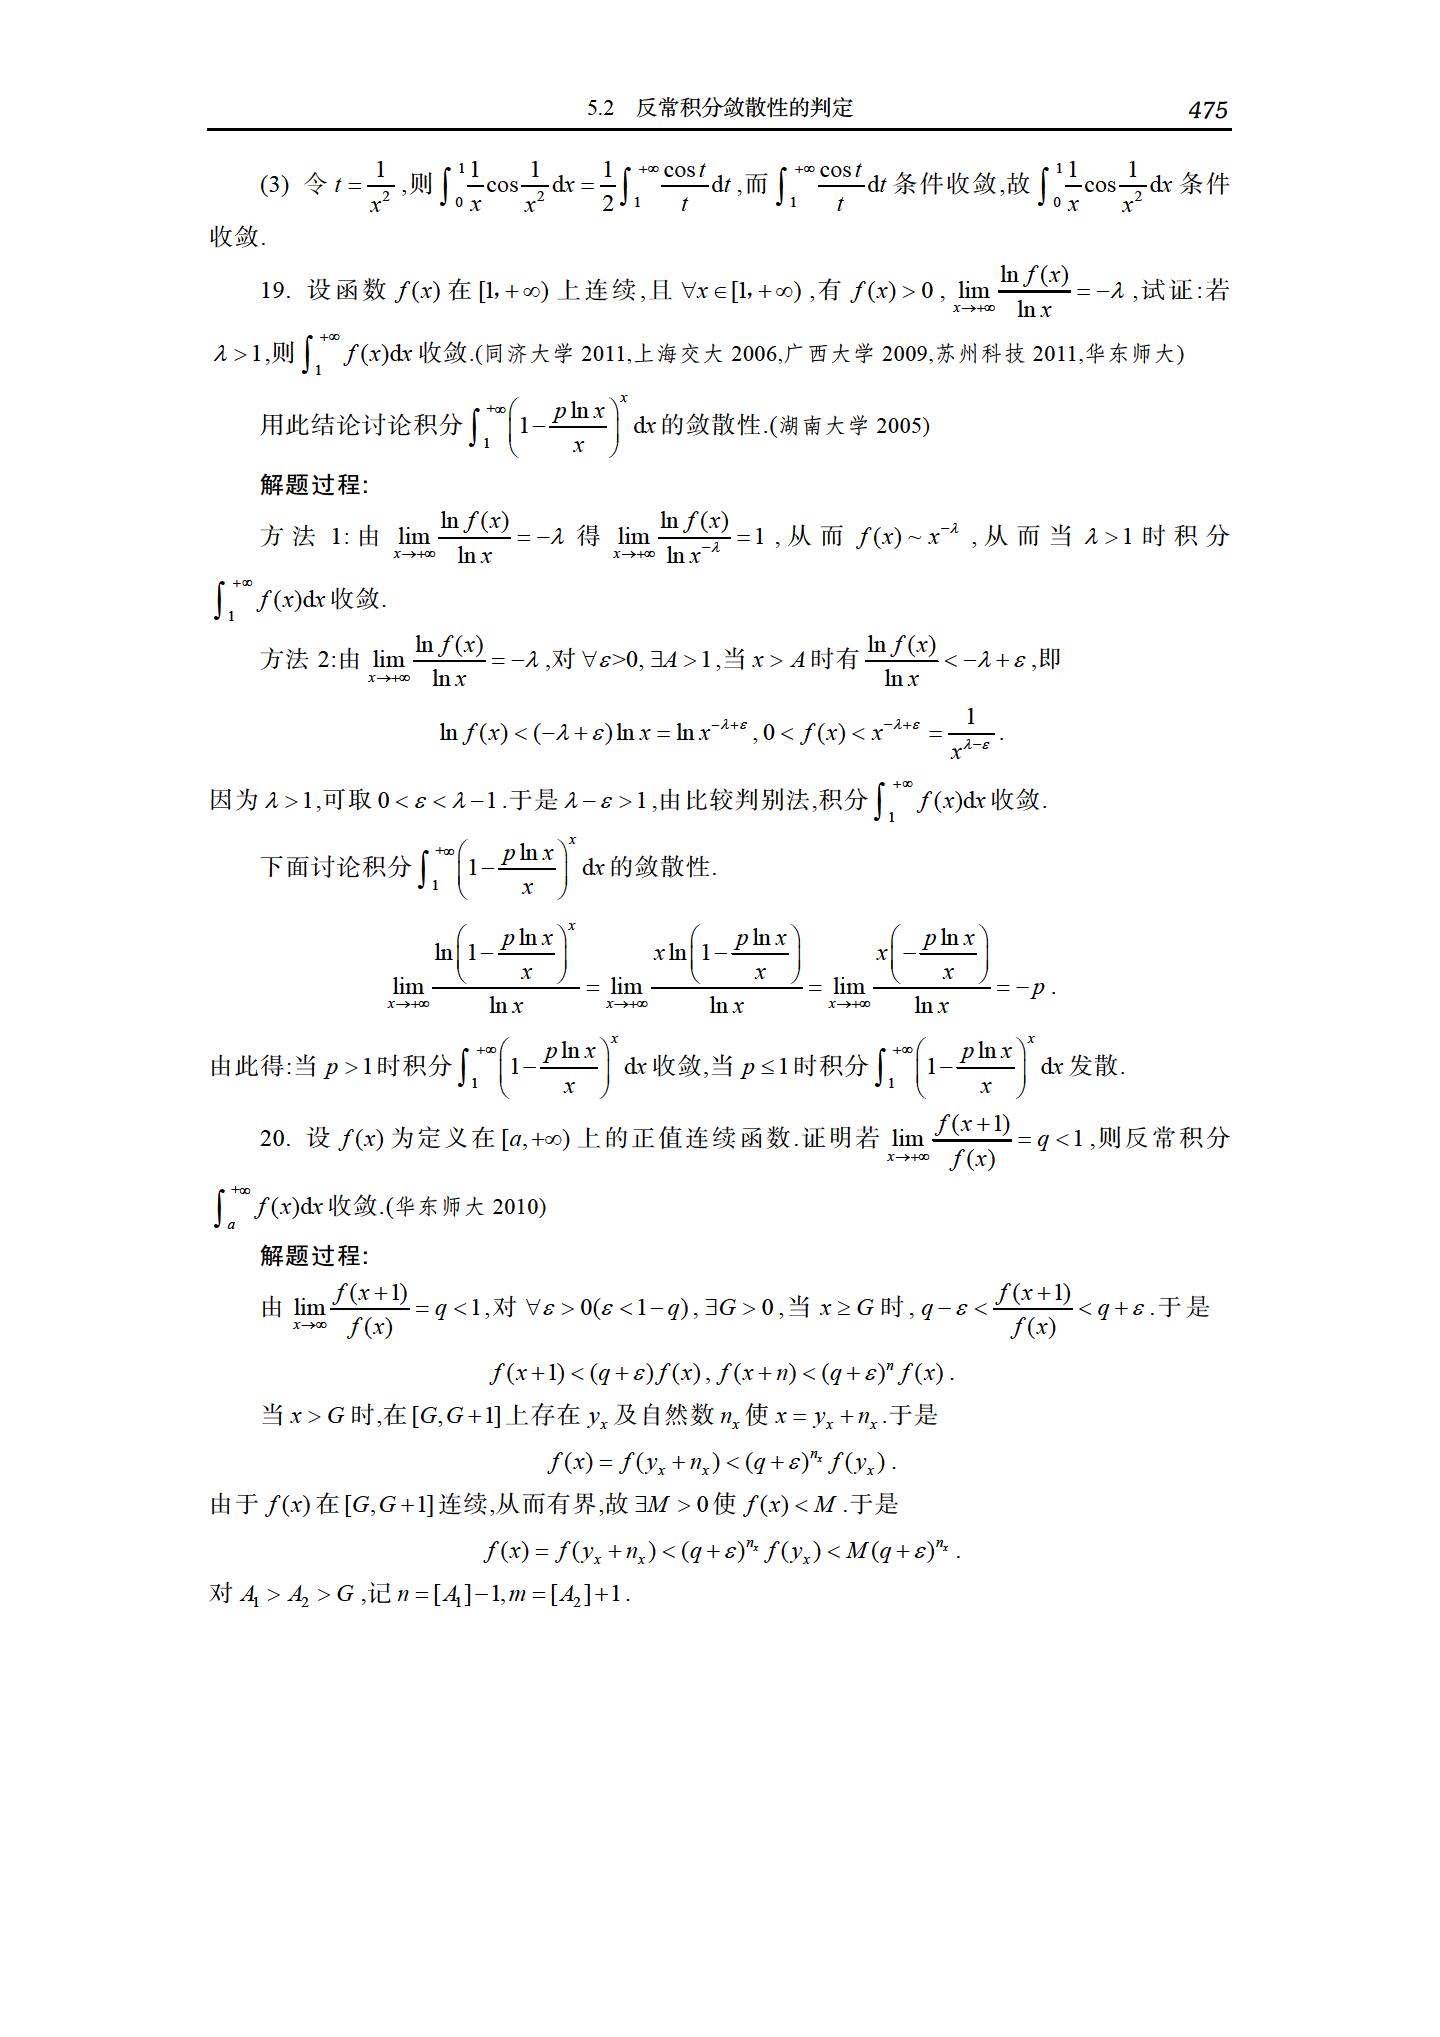 5.2 反常积分敛散性的判定 475
(3) 令 $t=\frac{1}{x^2}$ ,则 $\int_0^1\frac{1}{x}\cos\frac{1}{x^2}\mathrm{d}x=\frac{1}{2}\int_1^{+\infty}\frac{\cos t}{t}\mathrm{d}t$ ,而 $\int_1^{+\infty}\frac{\cos t}{t}\mathrm{d}t$ 条件收敛,故 $\int_0^1\frac{1}{x}\cos\frac{1}{x^2}\mathrm{d}x$ 条件
收敛.
19. 设函数 $f(x)$ 在 $[1,+\infty)$ 上连续,且 $\forall x\in[1,+\infty)$ ,有 $f(x)>0$ , $\lim_{x\to+\infty}\frac{\ln f(x)}{\ln x}=-\lambda$ ,试证:若
$\lambda>1$,则 $\int_1^{+\infty}f(x)\mathrm{d}x$ 收敛.(同济大学 2011,上海交大 2006,广西大学 2009,苏州科技 2011,华东师大)
用此结论讨论积分 $\int_1^{+\infty}\left(1-\frac{p\ln x}{x}\right)^x\mathrm{d}x$ 的敛散性.(湖南大学 2005)
解题过程:
方法 1:由 $\lim_{x\to+\infty}\frac{\ln f(x)}{\ln x}=-\lambda$ 得 $\lim_{x\to+\infty}\frac{\ln f(x)}{\ln x^{-\lambda}}=1$ ,从而 $f(x)\sim x^{-\lambda}$ ,从而当 $\lambda>1$ 时积分
$\int_1^{+\infty}f(x)\mathrm{d}x$ 收敛.
方法 2:由 $\lim_{x\to+\infty}\frac{\ln f(x)}{\ln x}=-\lambda$ ,对 $\forall\varepsilon>0,\exists A>1$,当 $x>A$ 时有 $\frac{\ln f(x)}{\ln x}<-\lambda+\varepsilon$ ,即
$\ln f(x)<(-\lambda+\varepsilon)\ln x=\ln x^{-\lambda+\varepsilon},0<f(x)<x^{-\lambda+\varepsilon}=\frac{1}{x^{\lambda-\varepsilon}}.$
因为 $\lambda>1$,可取 $0<\varepsilon<\lambda-1$.于是 $\lambda-\varepsilon>1$,由比较判别法,积分 $\int_1^{+\infty}f(x)\mathrm{d}x$ 收敛.
下面讨论积分 $\int_1^{+\infty}\left(1-\frac{p\ln x}{x}\right)^x\mathrm{d}x$ 的敛散性.
$\lim_{x\to+\infty}\frac{\ln\left(1-\frac{p\ln x}{x}\right)^x}{\ln x}=\lim_{x\to+\infty}\frac{x\ln\left(1-\frac{p\ln x}{x}\right)}{\ln x}=\lim_{x\to+\infty}\frac{x\left(-\frac{p\ln x}{x}\right)}{\ln x}=-p.$
由此得:当 $p>1$ 时积分 $\int_1^{+\infty}\left(1-\frac{p\ln x}{x}\right)^x\mathrm{d}x$ 收敛,当 $p\le1$ 时积分 $\int_1^{+\infty}\left(1-\frac{p\ln x}{x}\right)^x\mathrm{d}x$ 发散.
20. 设 $f(x)$ 为定义在 $[a,+\infty)$ 上的正值连续函数.证明若 $\lim_{x\to+\infty}\frac{f(x+1)}{f(x)}=q<1$ ,则反常积分
$\int_a^{+\infty}f(x)\mathrm{d}x$ 收敛.(华东师大 2010)
解题过程:
由 $\lim_{x\to\infty}\frac{f(x+1)}{f(x)}=q<1$,对 $\forall\varepsilon>0(\varepsilon<1-q),\exists G>0$ ,当 $x\ge G$ 时, $q-\varepsilon<\frac{f(x+1)}{f(x)}<q+\varepsilon$ .于是
$f(x+1)<(q+\varepsilon)f(x),f(x+n)<(q+\varepsilon)^nf(x).$
当 $x>G$ 时,在 $[G,G+1]$ 上存在 $y_x$ 及自然数 $n_x$ 使 $x=y_x+n_x$.于是
$f(x)=f(y_x+n_x)<(q+\varepsilon)^{n_x}f(y_x).$
由于 $f(x)$ 在 $[G,G+1]$ 连续,从而有界,故 $\exists M>0$ 使 $f(x)<M$ .于是
$f(x)=f(y_x+n_x)<(q+\varepsilon)^{n_x}f(y_x)<M(q+\varepsilon)^{n_x}.$
对 $A_1>A_2>G$ ,记 $n=[A_1]-1,m=[A_2]+1.$